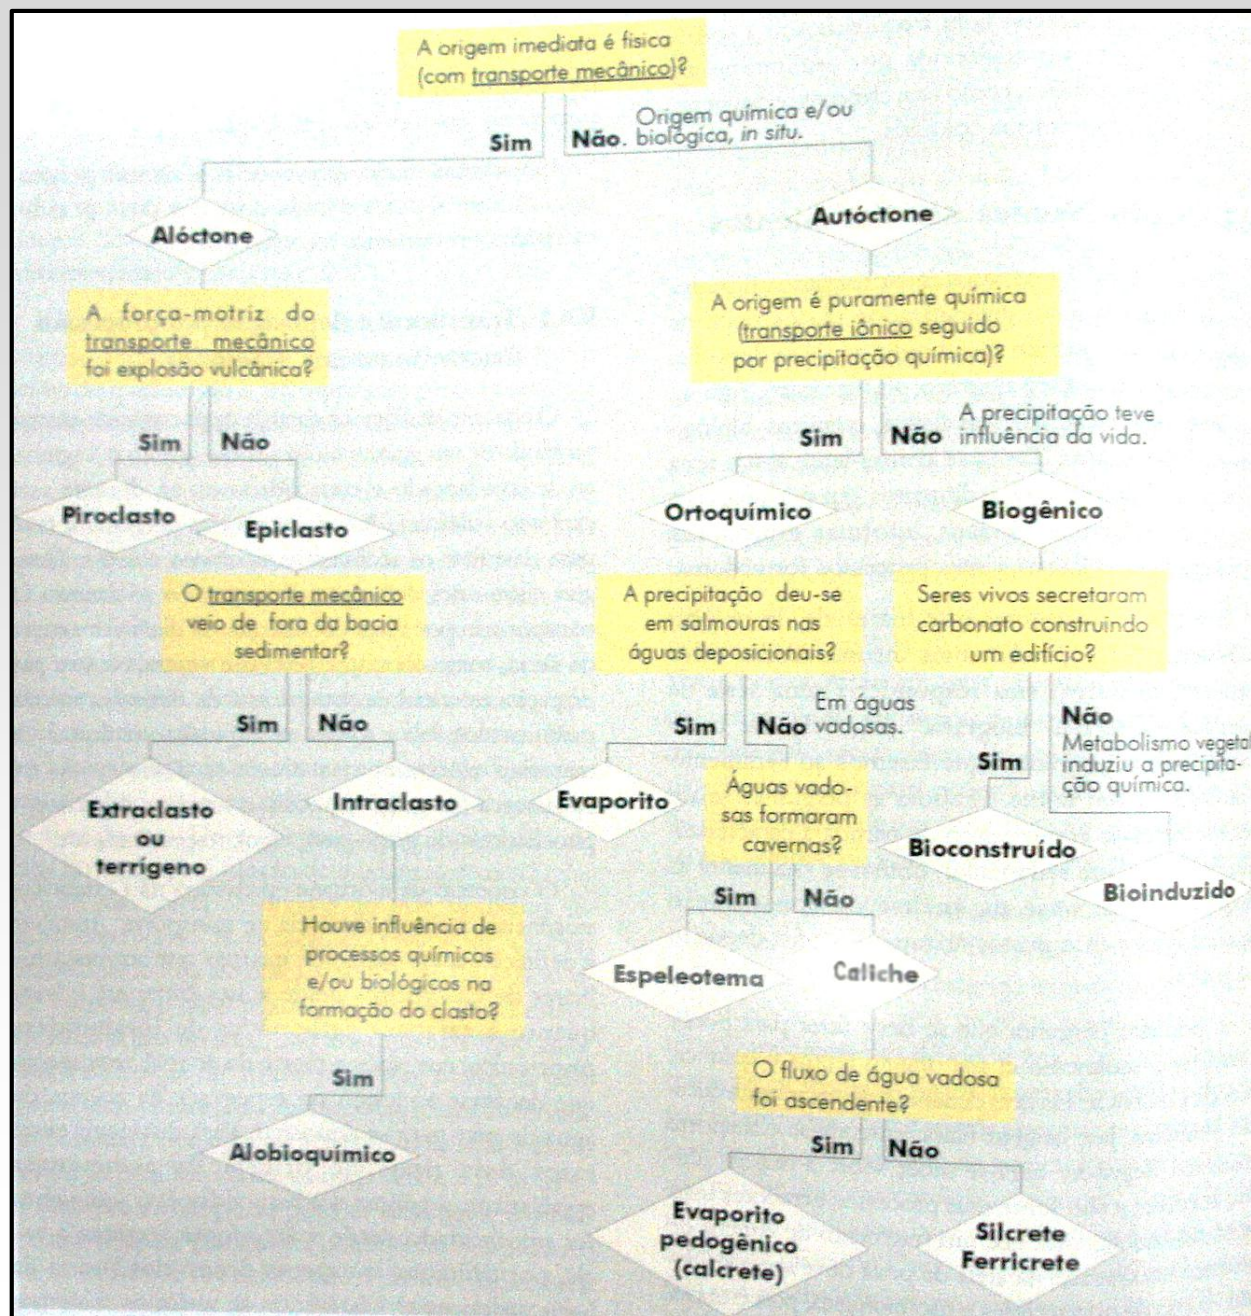 A origem imediata é física
(com transporte mecânico)?
Sim
Não.
Origem química e/ou
biológica, in situ.
Alóctone
Autóctone
A força-motriz do
transporte mecânico
foi explosão vulcânica?
A origem é puramente química
(transporte iônico seguido
por precipitação química)?
Sim
Não
Sim
Não
A precipitação teve
influência da vida.
Piroclasto
Epiclasto
Ortoquímico
Biogênico
O transporte mecânico
veio de fora da bacia
sedimentar?
A precipitação deu-se
em salmouras nas
águas deposicionais?
Seres vivos secretaram
carbonato construindo
um edifício?
Sim
Não
Sim
Não
Em águas
vadosas.
Sim
Não
Metabolismo vegetal
induziu a precipita-
ção química.
Extraclasto
ou
terrígeno
Intraclasto
Evaporito
Águas vado-
sas formaram
cavernas?
Bioconstruído
Bioinduzido
Sim
Não
Houve influência de
processos químicos
e/ou biológicos na
formação do clasto?
Espeleotema
Caliche
Sim
O fluxo de água vadosa
foi ascendente?
Sim
Não
Alobioquímico
Evaporito
pedogênico
(calcrete)
Silcrete
Ferricrete